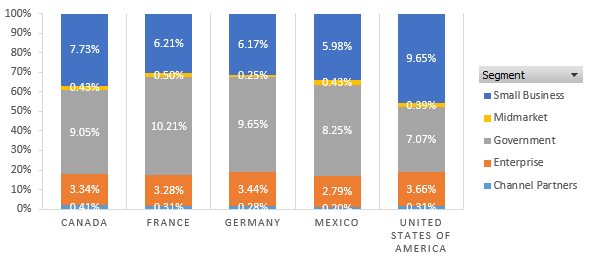 100%
90%
80%
70%
60%
50%
40%
30%
20%
10%
0%
7.73%
6.21%
6.17%
5.98%
9.65%
0.43%
0.50%
0.25%
0.43%
0.39%
9.05%
10.21%
9.65%
8.25%
7.07%
3.34%
3.28%
3.44%
2.79%
3.66%
0.41%
0.31%
0.28%
0.20%
0.31%
CANADA
FRANCE
GERMANY
MEXICO
UNITED
STATES OF
AMERICA
Segment
Small Business
Midmarket
Government
Enterprise
Channel Partners